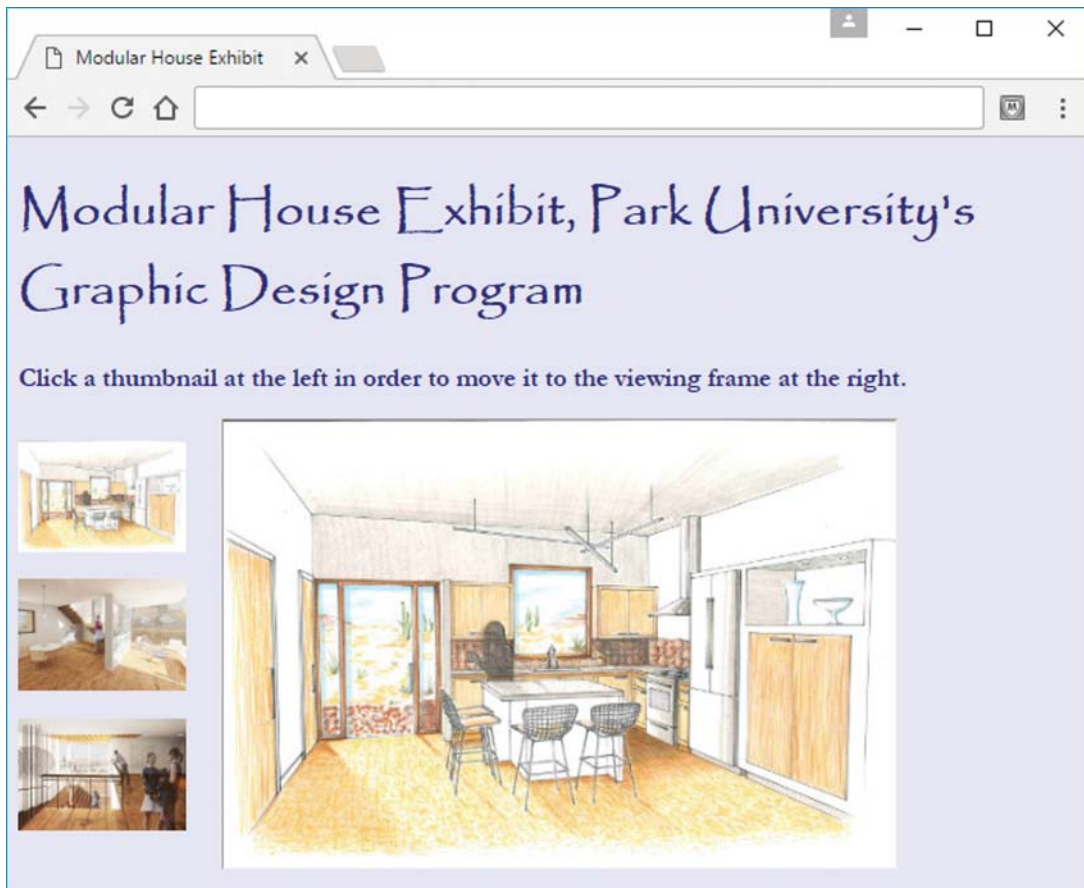 Modular House Exhibit
Modular House Exhibit, Park University's
Graphic Design Program
Click a thumbnail at the left in order to move it to the viewing frame at the right.